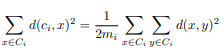 ∑_{x∈C_i} d(c_i, x)² = \frac{1}{2m_i} ∑_{x∈C_i} ∑_{y∈C_i} d(x, y)²